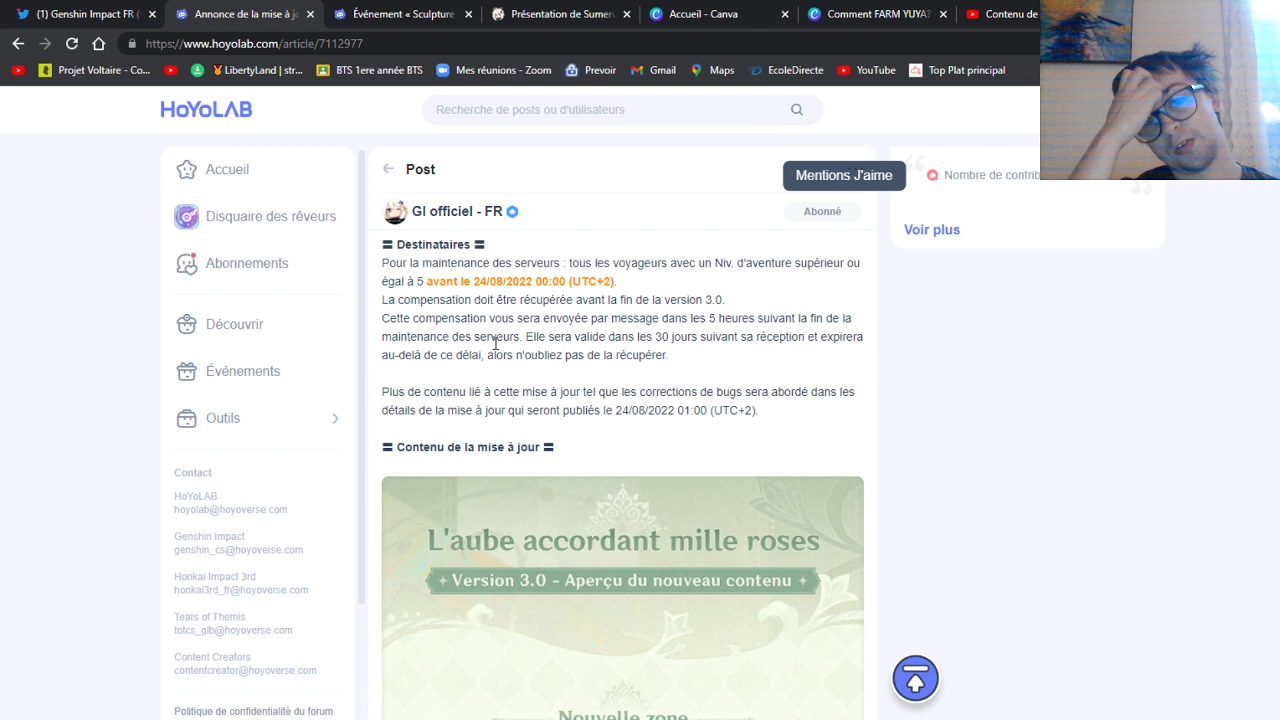 (1) Genshin Impact FR (
Annonce de la mise à jo
Événement « Sculpture
Présentation de Sumer
Accueil - Canva
Comment FARM YUYA?
Contenu de
https://www.hoyolab.com/article/7112977
Projet Voltaire - Co...
LibertyLand | str...
BTS 1ere année BTS
Mes réunions - Zoom
Prevoir
Gmail
Maps
EcoleDirecte
YouTube
Top Plat principal
HoYoLAB
Recherche de posts ou d'utilisateurs
Accueil
Disquaire des rêveurs
Abonnements
Découvrir
Événements
Outils
Contact
HoYoLAB
hoyolab@hoyoverse.com
Genshin Impact
genshin_cs@hoyoverse.com
Honkai Impact 3rd
honkai3rd_fr@hoyoverse.com
Tears of Themis
totcs_glb@hoyoverse.com
Content Creators
contentcreator@hoyoverse.com
Politique de confidentialité du forum
Post
Mentions J'aime
GI officiel - FR
Abonné
〓 Destinataires 〓
Pour la maintenance des serveurs : tous les voyageurs avec un Niv. d'aventure supérieur ou
égal à 5 avant le 24/08/2022 00:00 (UTC+2).
La compensation doit être récupérée avant la fin de la version 3.0.
Cette compensation vous sera envoyée par message dans les 5 heures suivant la fin de la
maintenance des serveurs. Elle sera valide dans les 30 jours suivant sa réception et expirera
au-delà de ce délai, alors n'oubliez pas de la récupérer.
Plus de contenu lié à cette mise à jour tel que les corrections de bugs sera abordé dans les
détails de la mise à jour qui seront publiés le 24/08/2022 01:00 (UTC+2).
〓 Contenu de la mise à jour 〓
L'aube accordant mille roses
Version 3.0 - Aperçu du nouveau contenu
Nouvelle zone
Nombre de contrib
Voir plus